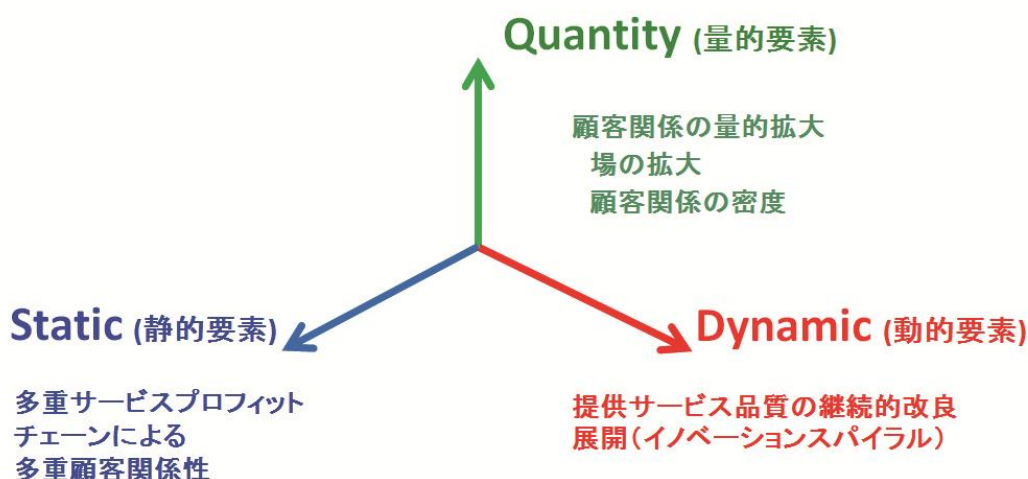 Quantity (量的要素)
顧客関係の量的拡大
場の拡大
顧客関係の密度
Static (静的要素)
多重サービスプロフィット
チェーンによる
多重顧客関係性
Dynamic (動的要素)
提供サービス品質の継続的改良
展開(イノベーションスパイラル)